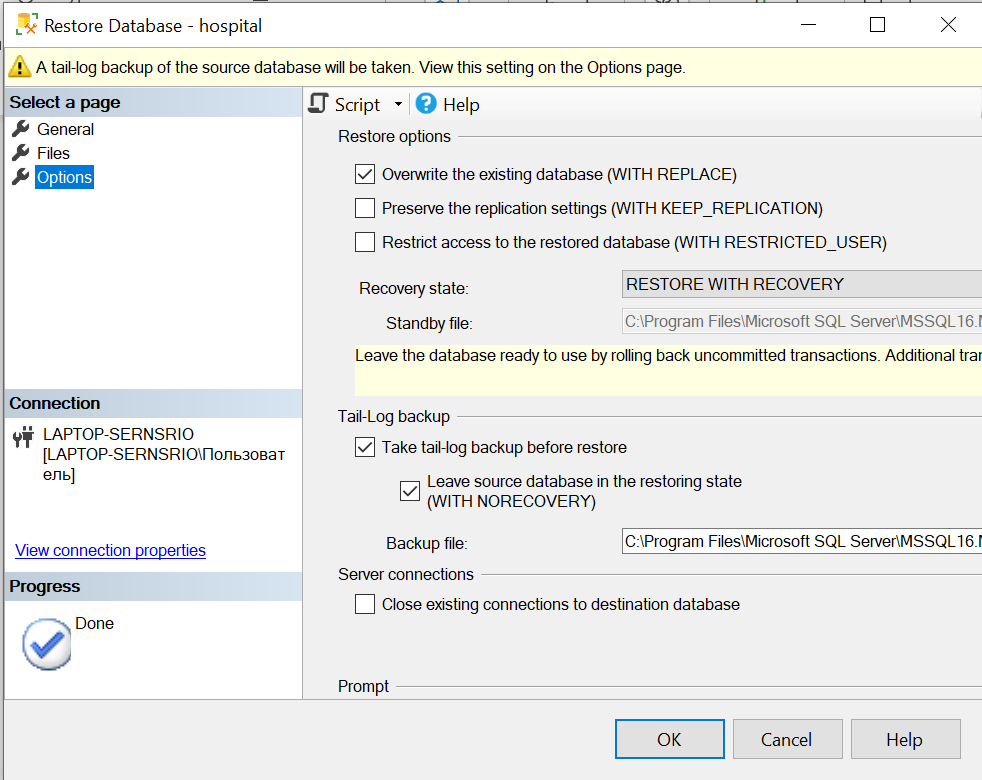 Restore Database - hospital
A tail-log backup of the source database will be taken. View this setting on the Options page.
Select a page
General
Files
Options
Script
Help
Restore options
Overwrite the existing database (WITH REPLACE)
Preserve the replication settings (WITH KEEP_REPLICATION)
Restrict access to the restored database (WITH RESTRICTED_USER)
Recovery state:
RESTORE WITH RECOVERY
Standby file:
C:\Program Files\Microsoft SQL Server\MSSQL16.M
Leave the database ready to use by rolling back uncommitted transactions. Additional tran
Tail-Log backup
Take tail-log backup before restore
Leave source database in the restoring state
(WITH NORECOVERY)
Backup file:
C:\Program Files\Microsoft SQL Server\MSSQL16.M
Server connections
Close existing connections to destination database
Prompt
Connection
LAPTOP-SERNSRIO
[LAPTOP-SERNSRIO\Пользоват
ель]
View connection properties
Progress
Done
OK
Cancel
Help